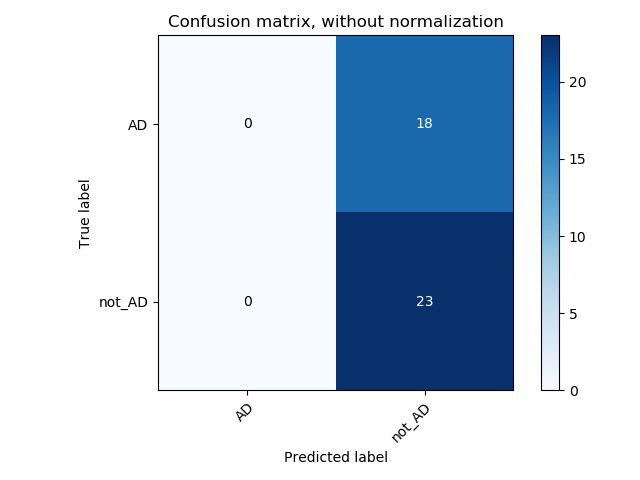 Confusion matrix, without normalization
True label
AD
not_AD
0
18
0
23
AD
not_AD
Predicted label
20
15
10
5
0